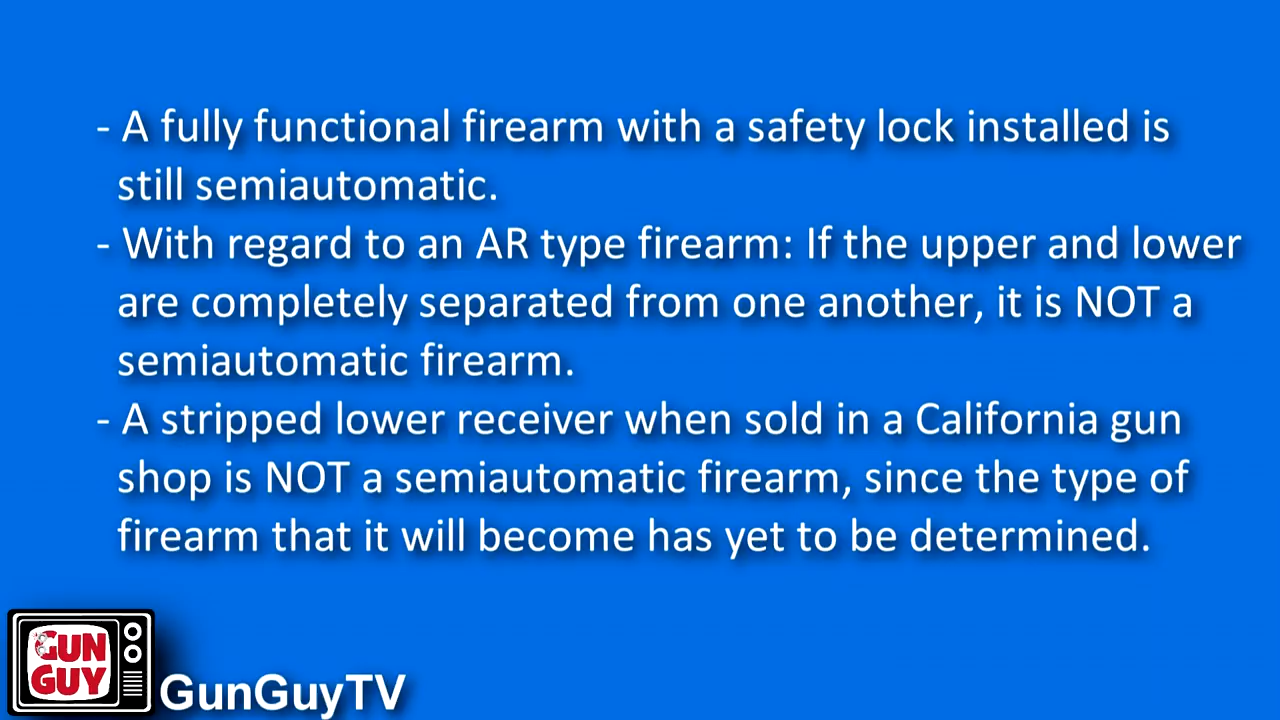 - A fully functional firearm with a safety lock installed is
still semiautomatic.
- With regard to an AR type firearm: If the upper and lower
are completely separated from one another, it is NOT a
semiautomatic firearm.
- A stripped lower receiver when sold in a California gun
shop is NOT a semiautomatic firearm, since the type of
firearm that it will become has yet to be determined.
GUN
GUY
GunGuyTV